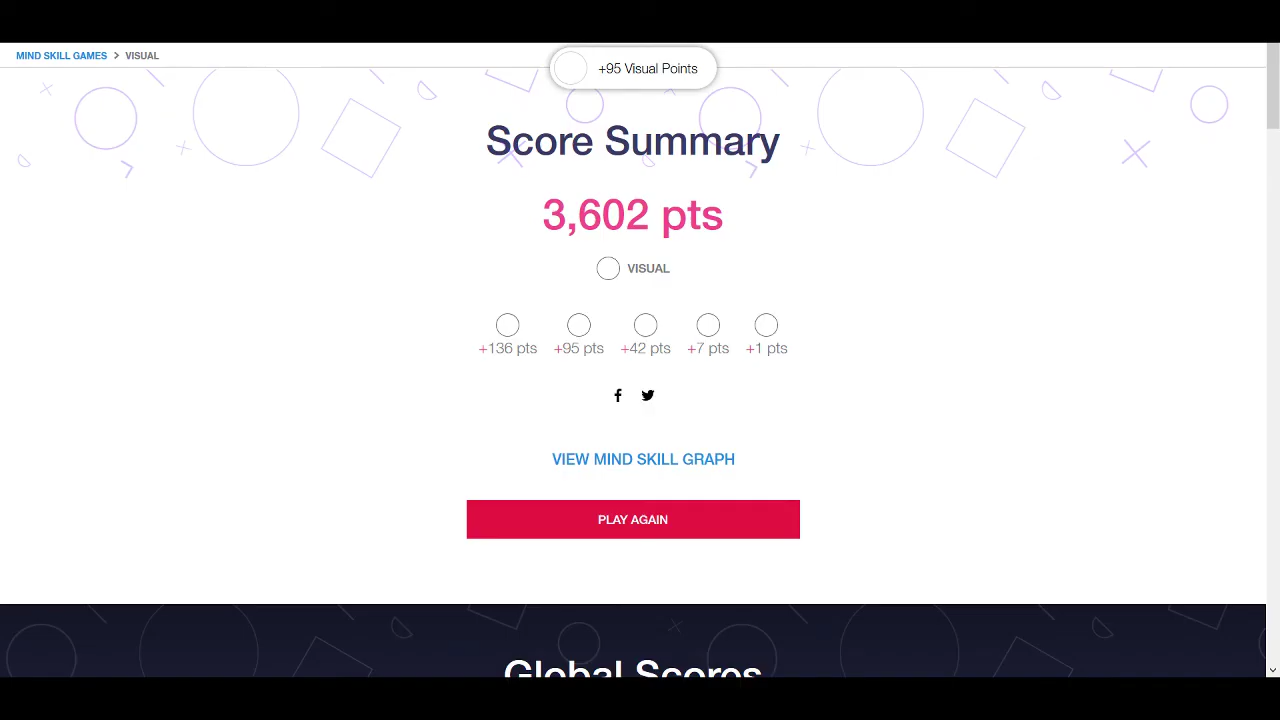 MIND SKILL GAMES > VISUAL
+95 Visual Points
Score Summary
3,602 pts
VISUAL
+136 pts +95 pts +42 pts +7 pts +1 pts
VIEW MIND SKILL GRAPH
PLAY AGAIN
Global Scores